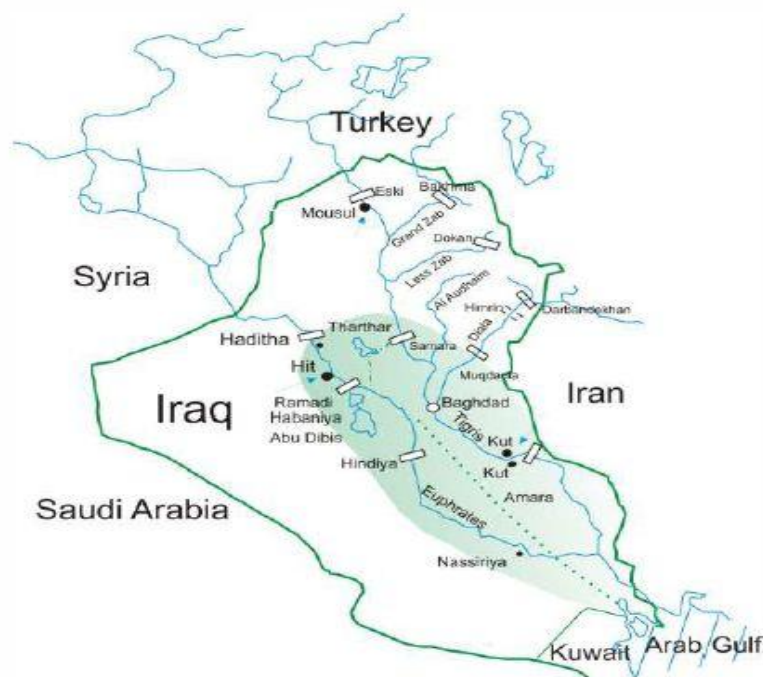 Turkey
Eski
Bakhma
Mousul
Grand Zab
Dokan
Less Zab
Syria
Al Audhaim
Himrin
Darbandekhan
Diala
Haditha
Tharthar
Samara
Hit
Muqdadia
Iraq
Ramadi
Habaniya
Abu Dibis
Baghdad
Iran
Tigris
Kut
Hindiya
Kut
Amara
Saudi Arabia
Euphrates
Nassiriya
Kuwait
Arab Gulf